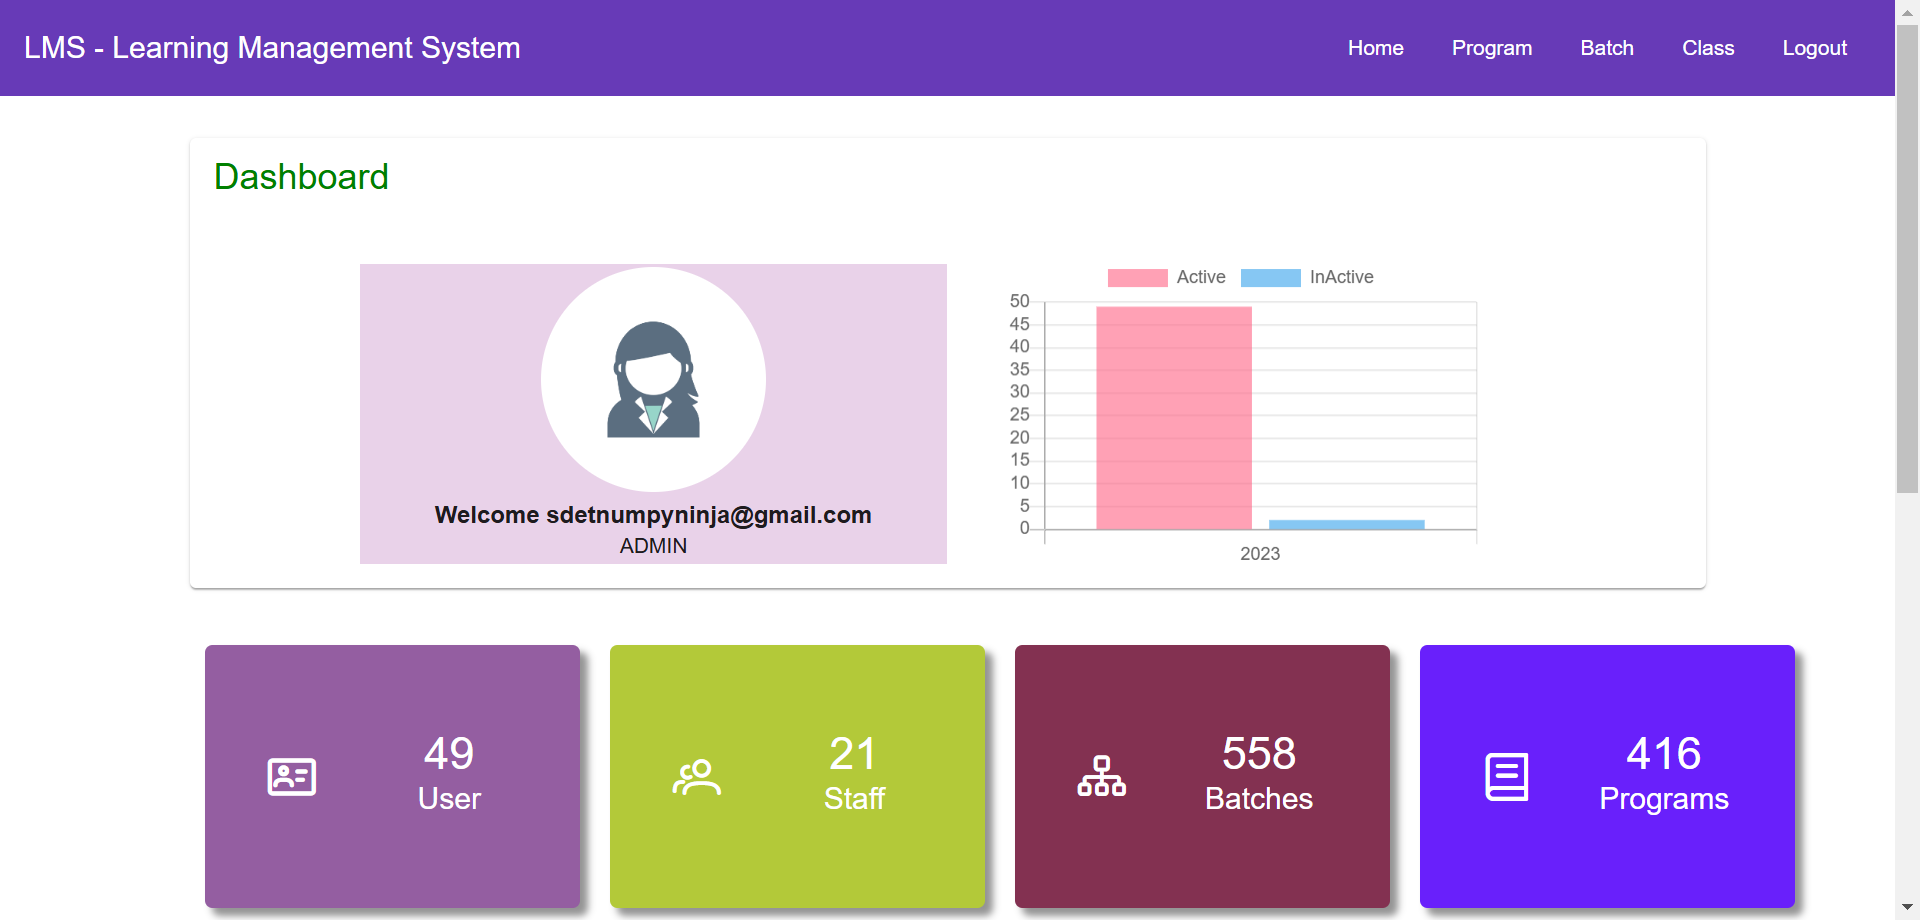 LMS - Learning Management System
Home Program Batch Class Logout
Dashboard
Welcome sdetnumpyninja@gmail.com
ADMIN
Active InActive
50
45
40
35
30
25
20
15
10
5
0
2023
49
User
21
Staff
558
Batches
416
Programs